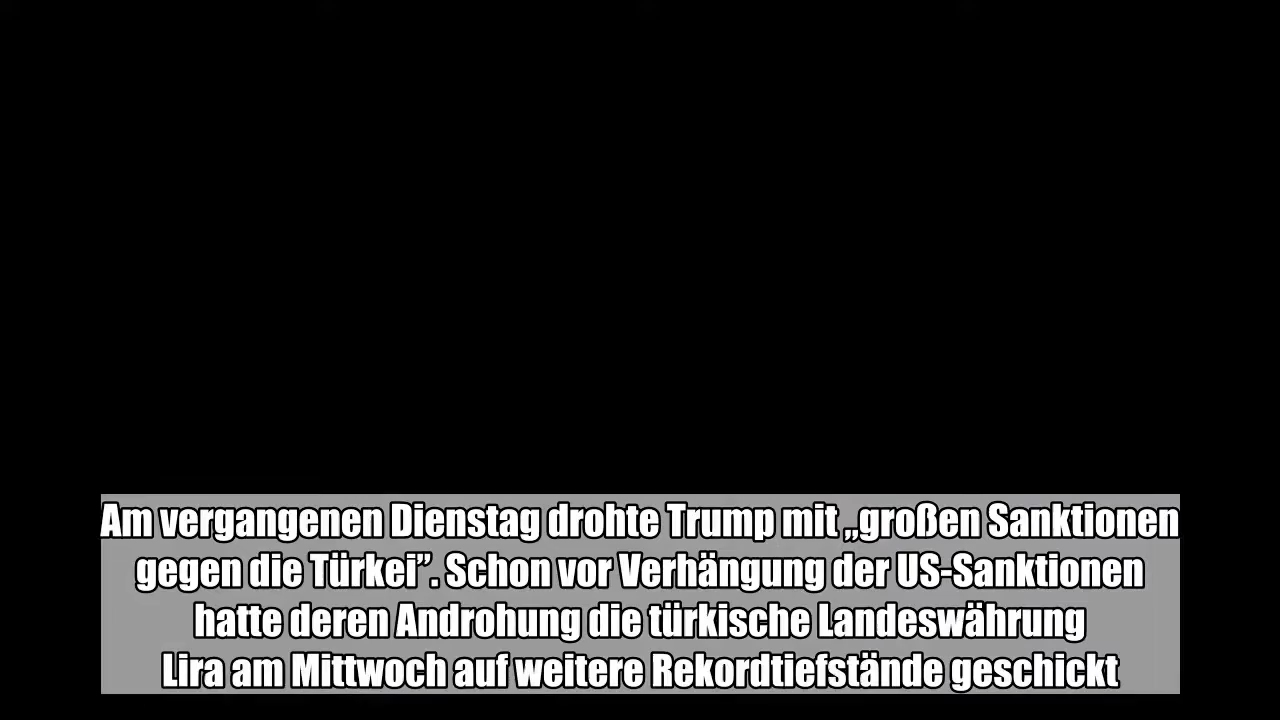 Am vergangenen Dienstag drohte Trump mit „großen Sanktionen
gegen die Türkei”. Schon vor Verhängung der US-Sanktionen
hatte deren Androhung die türkische Landeswährung
Lira am Mittwoch auf weitere Rekordtiefstände geschickt